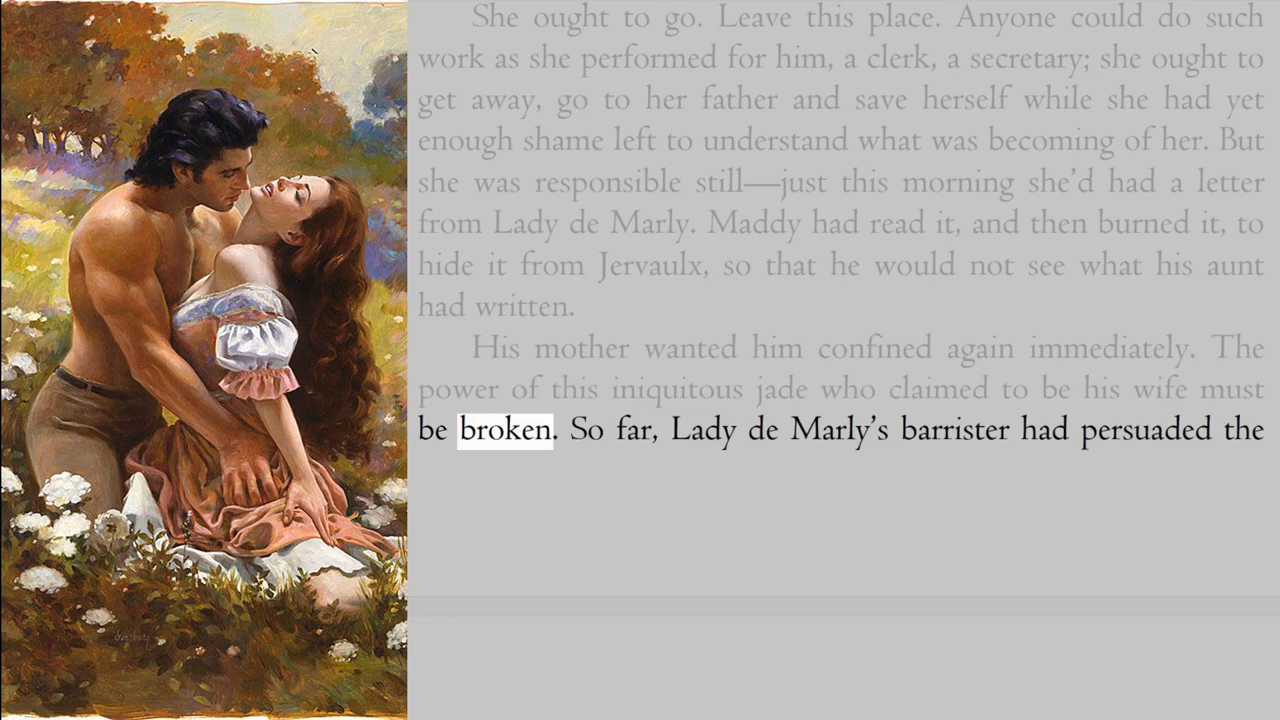 She ought to go. Leave this place. Anyone could do such
work as she performed for him, a clerk, a secretary; she ought to
get away, go to her father and save herself while she had yet
enough shame left to understand what was becoming of her. But
she was responsible still—just this morning she’d had a letter
from Lady de Marly. Maddy had read it, and then burned it, to
hide it from Jervaulx, so that he would not see what his aunt
had written.
His mother wanted him confined again immediately. The
power of this iniquitous jade who claimed to be his wife must
be broken. So far, Lady de Marly’s barrister had persuaded the